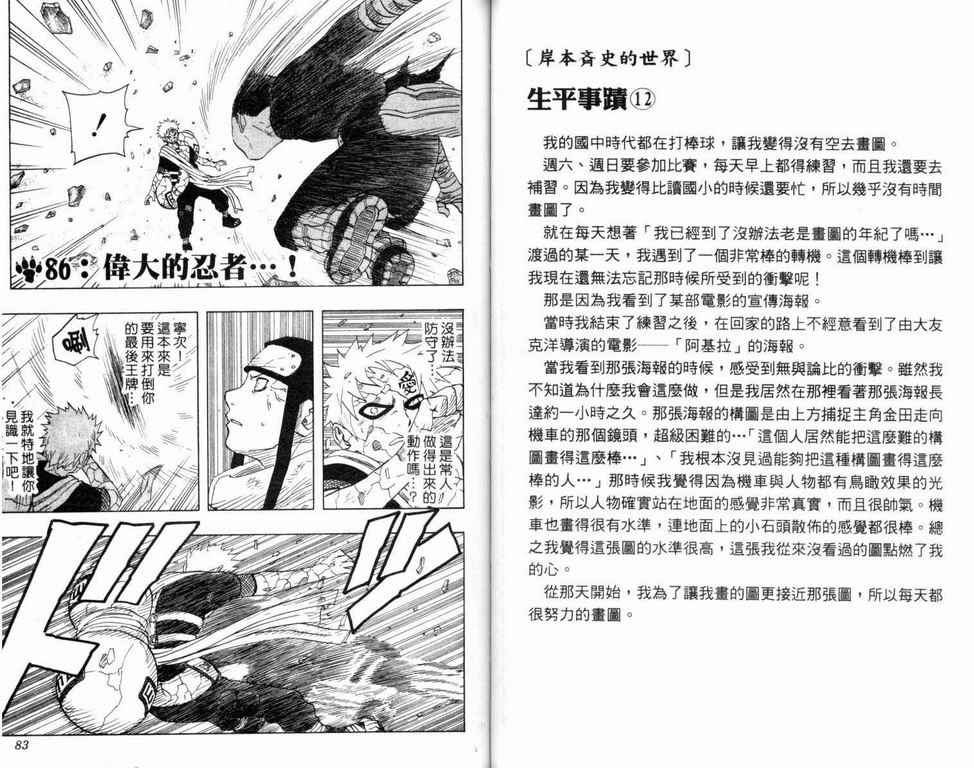 〔岸本斉史的世界〕
生平事蹟⑫
我的國中時代都在打棒球，讓我變得沒有空去畫圖。
週六、週日要參加比賽，每天早上都得練習，而且我還要去
補習。因為我變得比讀國小的時候還要忙，所以幾乎沒有時間
畫圖了。
就在每天想著「我已經到了沒辦法老是畫圖的年紀了嗎…」
渡過的某一天，我遇到了一個非常棒的轉機。這個轉機棒到讓
我現在還無法忘記那時候所受到的衝擊呢！
那是因為我看到了某部電影的宣傳海報。
當時我結束了練習之後，在回家的路上不經意看到了由大友
克洋導演的電影——「阿基拉」的海報。
當我看到那張海報的時候，感受到無與論比的衝擊。雖然我
不知道為什麼我會這麼做，但是我居然在那裡看著那張海報長
達約一小時之久。那張海報的構圖是由上方捕捉主角金田走向
機車的那個鏡頭，超級困難的…「這個人居然能把這麼難的構
圖畫得這麼棒…」、「我根本沒見過能夠把這種構圖畫得這麼
棒的人…」那時候我覺得因為機車與人物都有鳥瞰效果的光
影，所以人物確實站在地面的感覺非常真實，而且很帥氣。機
車也畫得很有水準，連地面上的小石頭散佈的感覺都很棒。總
之我覺得這張圖的水準很高，這張我從來沒看過的圖點燃了我
的心。
從那天開始，我為了讓我畫的圖更接近那張圖，所以每天都
很努力的畫圖。
！
86：偉大的忍者…！
沒辦法
防守了…
愛
這是常人
做得出來的
動作嗎…？
寧次！
這本來是
要用來打倒你
的最後王牌…
我就特地讓你
見識一下吧！
83